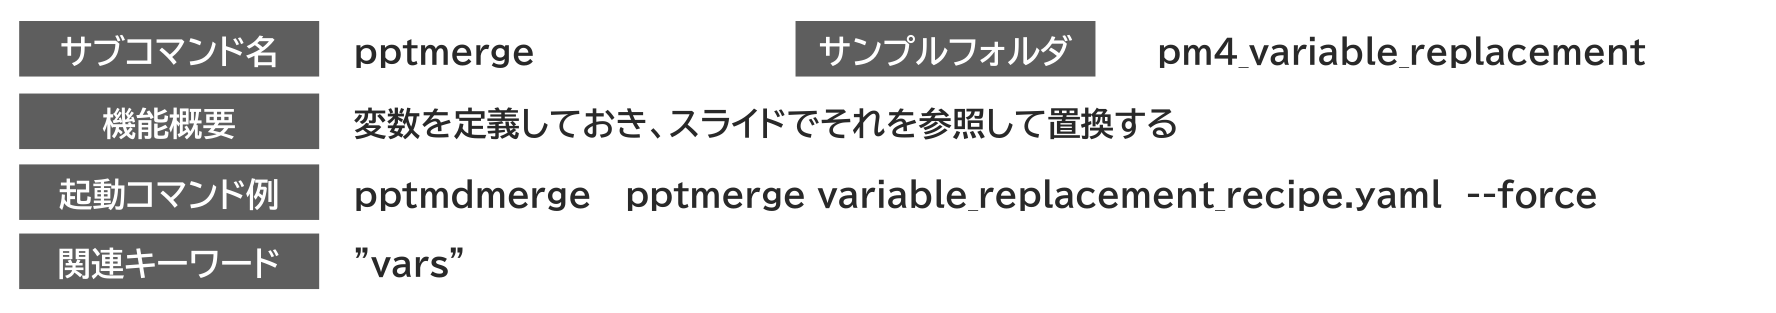 サブコマンド名 pptmerge サンプルフォルダ pm4_variable_replacement
機能概要 変数を定義しておき、スライドでそれを参照して置換する
起動コマンド例 pptmdmerge pptmerge variable_replacement_recipe.yaml --force
関連キーワード ”vars”